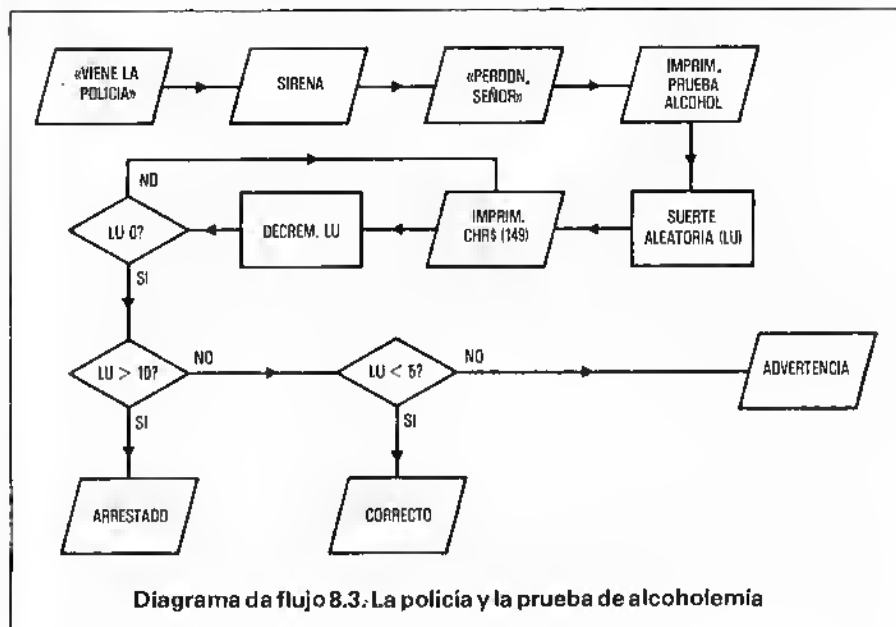 «VIENE LA
POLICIA»
SIRENA
«PERDON,
SEÑOR»
IMPRIM.
PRUEBA
ALCOHOL
NO
LU 0?
DECREM. LU
IMPRIM.
CHR$ (149)
SUERTE
ALEATORIA (LU)
SI
LU > 10?
NO
LU < 5?
NO
ADVERTENCIA
SI
SI
ARRESTADO
CORRECTO
Diagrama da flujo 8.3. La policía y la prueba de alcoholemía